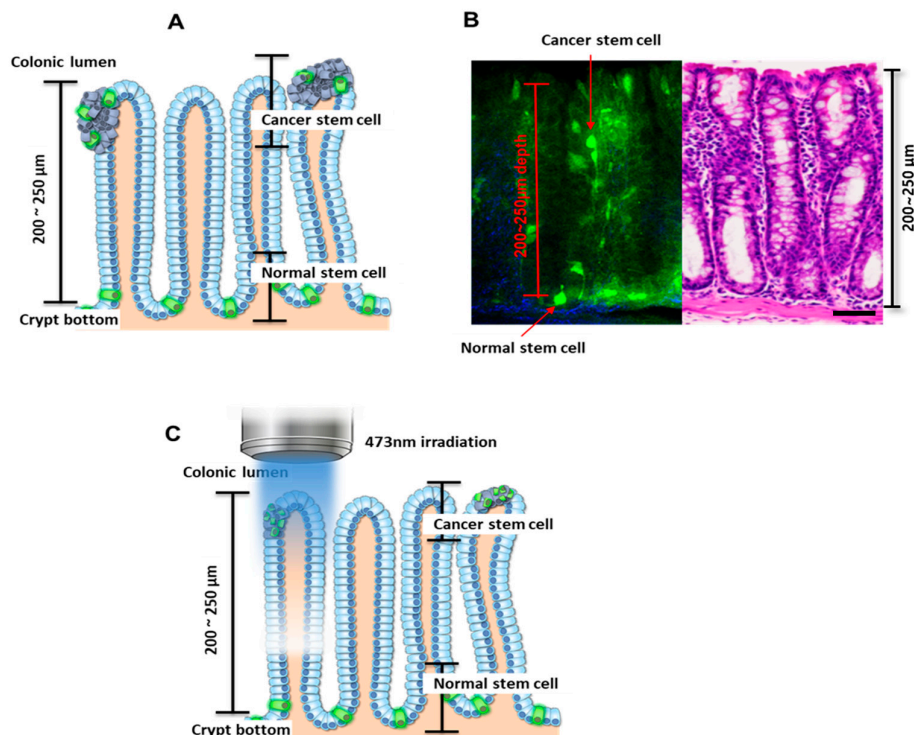 A
Colonic lumen
Cancer stem cell
200 ~ 250 µm
Normal stem cell
Crypt bottom
B
Cancer stem cell
200~250µm depth
200~250 µm
Normal stem cell
C
473nm irradiation
Colonic lumen
Cancer stem cell
200 ~ 250 µm
Normal stem cell
Crypt bottom